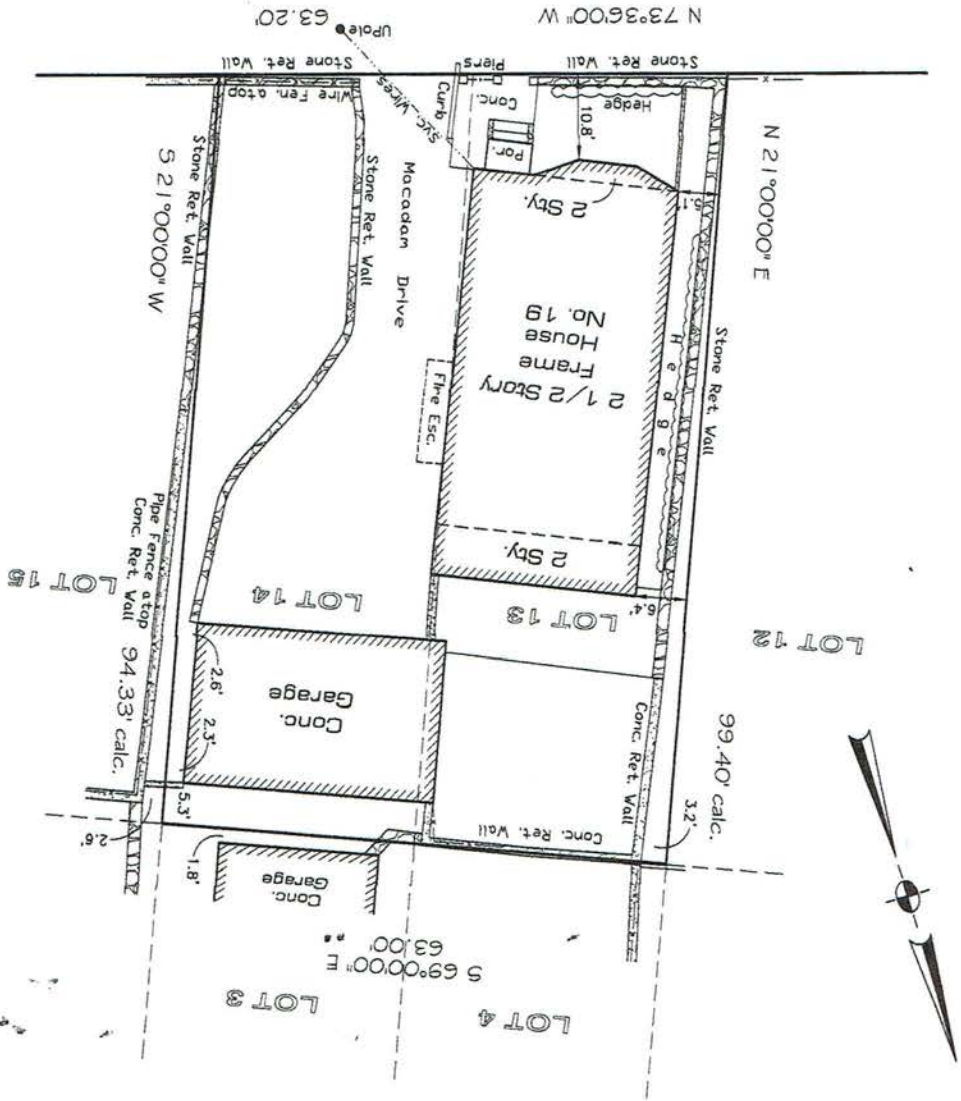 N 73°36'00" W
63.20'
UPole
Stone Ret. Wall
Piers
Stone Ret. Wall
Wire Fen. atop
Svc. Wires
Curb
Conc.
Hedge
10.8'
Por.
N 21°00'00" E
S 21°00'00" W
Stone Ret. Wall
Stone Ret. Wall
Macadam Drive
2 Sty.
5.1'
2 1/2 Story
Frame
House
No. 19
Hedge
Stone Ret. Wall
Fire Esc.
2 Sty.
6.4'
Pipe Fence atop
Conc. Ret. Wall
LOT 15
LOT 14
LOT 13
LOT 12
94.33' calc.
2.6'
2.3'
Conc.
Garage
Conc. Ret. Wall
99.40' calc.
3.2'
5.3'
2.6'
1.8'
Conc. Ret. Wall
Conc.
Garage
S 69°00'00" E
63.00'
LOT 3
LOT 4